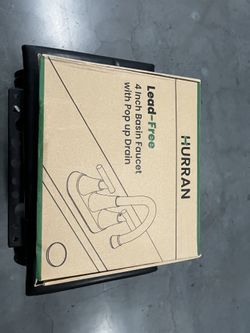 HURRAN
Lead-Free
4 Inch Basin Faucet
with Pop up Drain